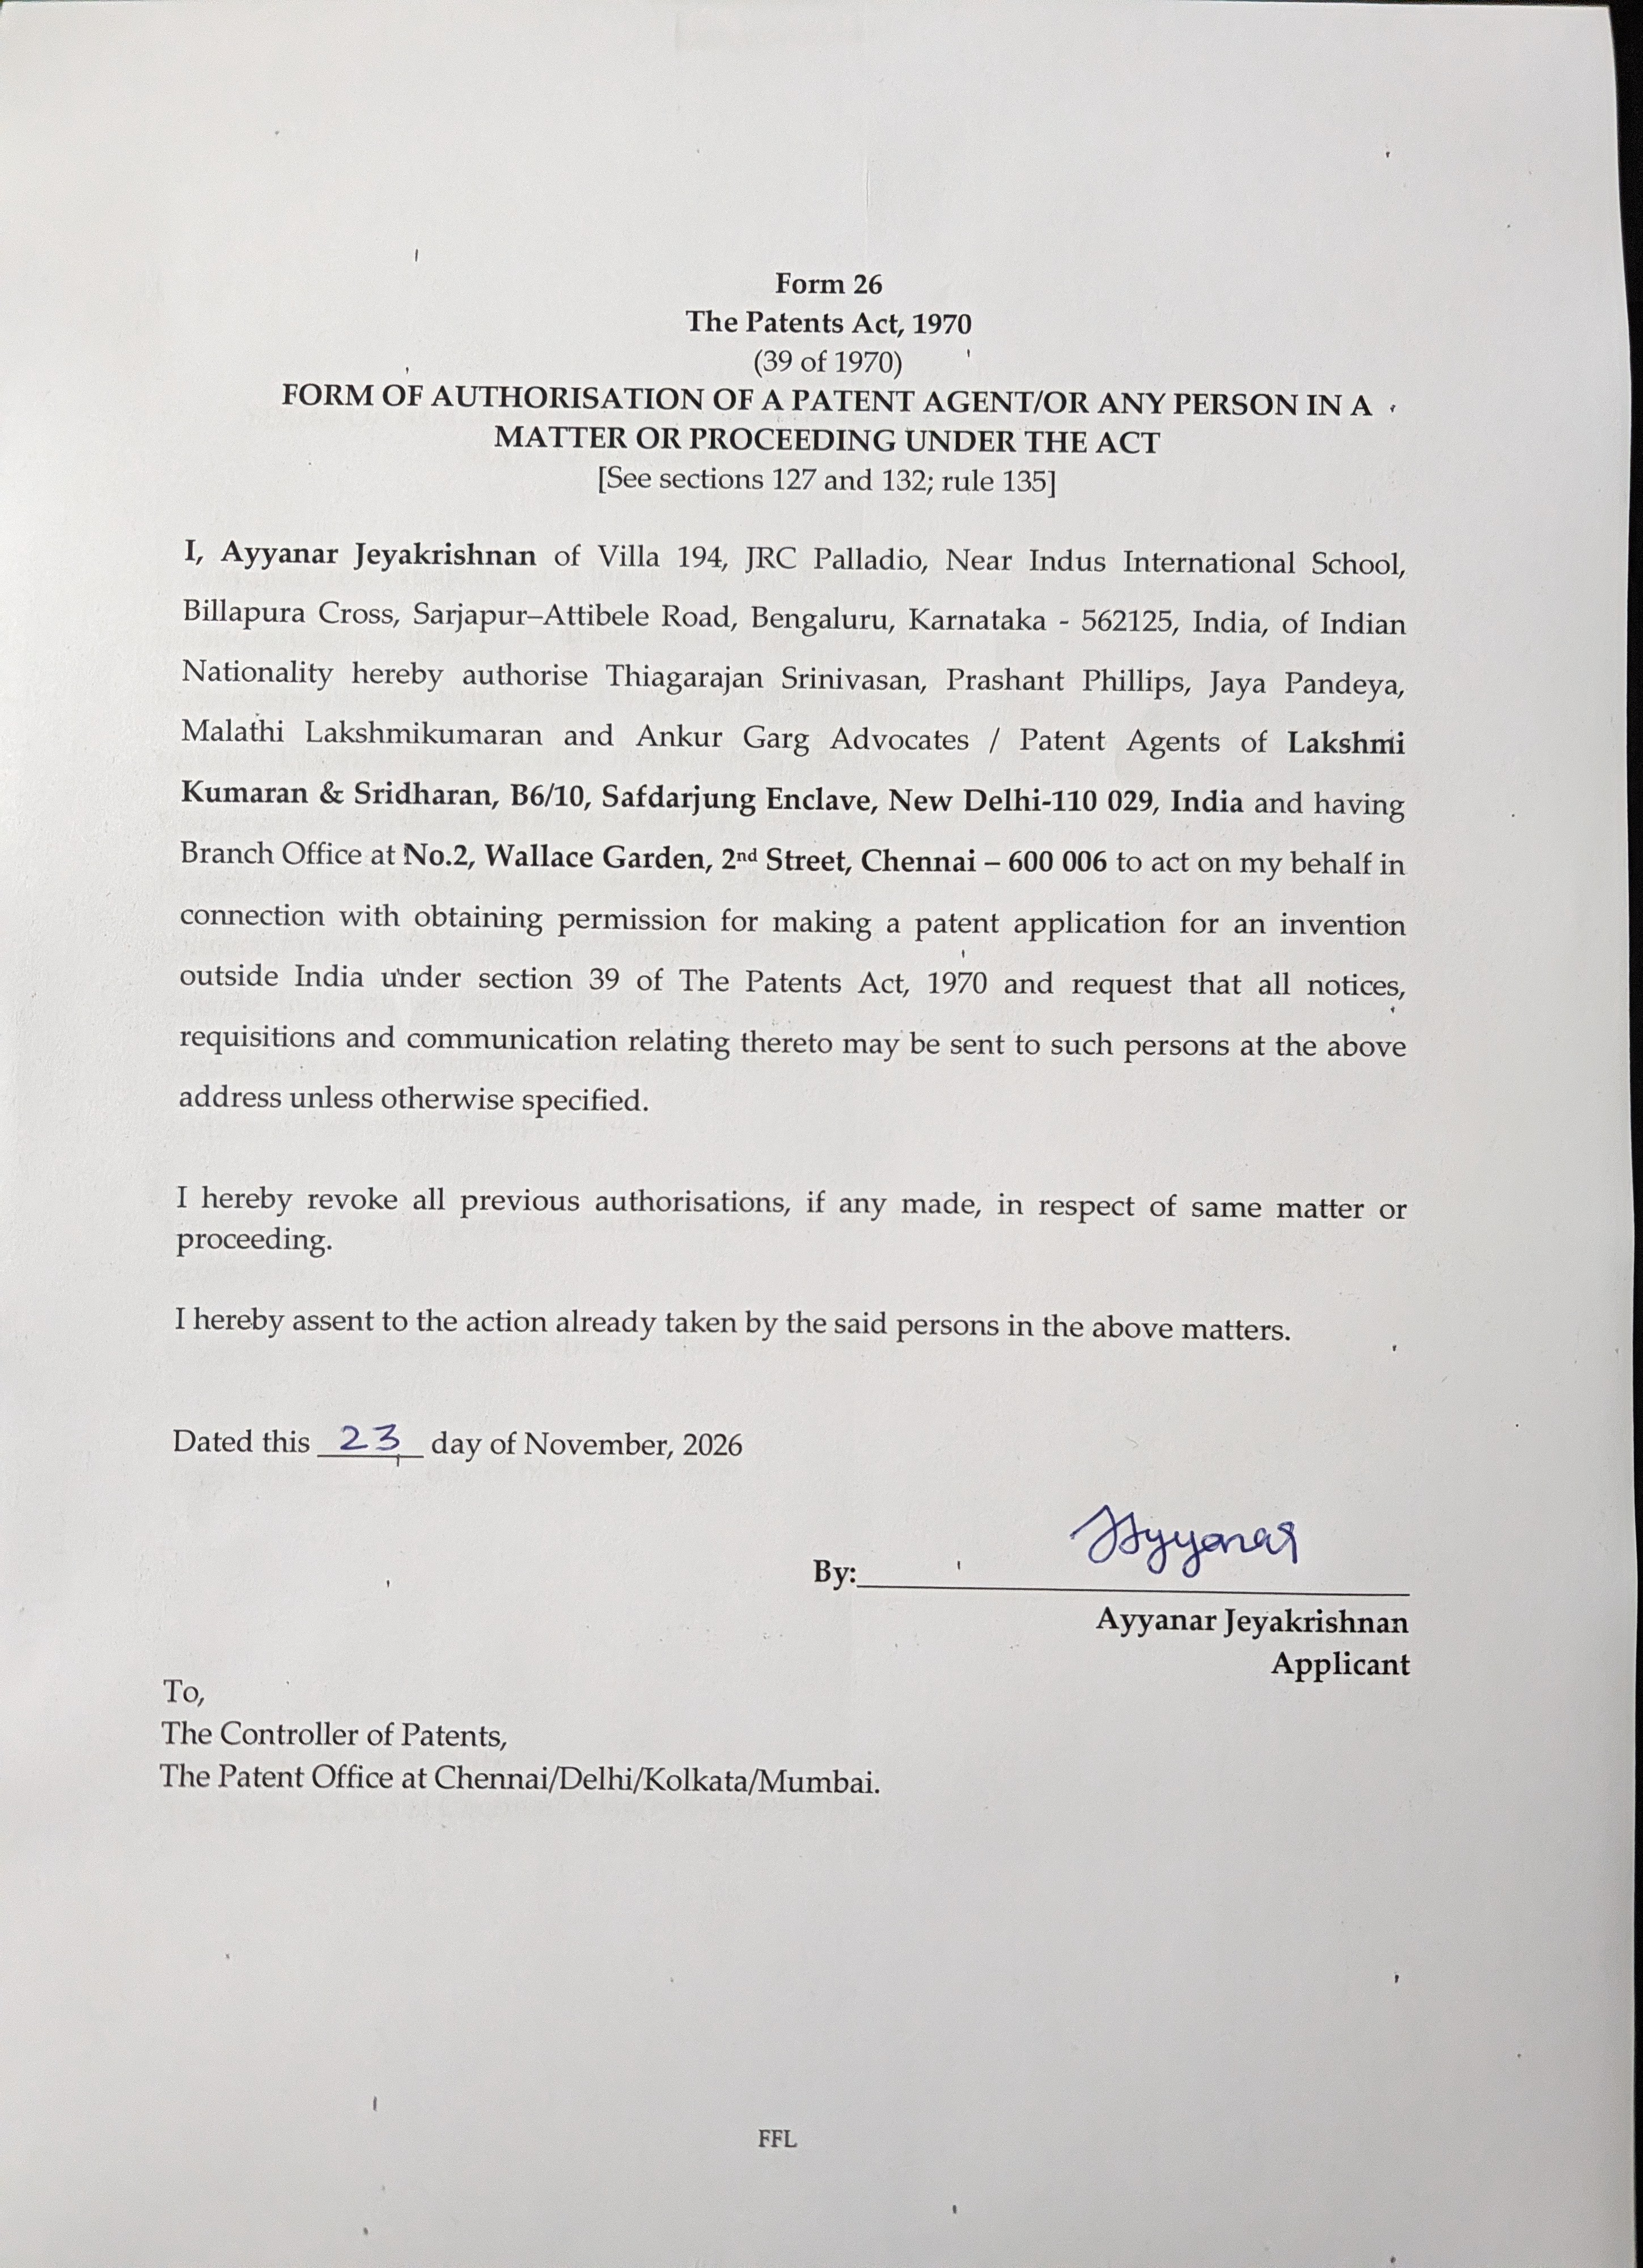 Form 26
The Patents Act, 1970
(39 of 1970)
FORM OF AUTHORISATION OF A PATENT AGENT/OR ANY PERSON IN A
MATTER OR PROCEEDING UNDER THE ACT
[See sections 127 and 132; rule 135]
I, Ayyanar Jeyakrishnan of Villa 194, JRC Palladio, Near Indus International School,
Billapura Cross, Sarjapur–Attibele Road, Bengaluru, Karnataka - 562125, India, of Indian
Nationality hereby authorise Thiagarajan Srinivasan, Prashant Phillips, Jaya Pandeya,
Malathi Lakshmikumaran and Ankur Garg Advocates / Patent Agents of Lakshmi
Kumaran & Sridharan, B6/10, Safdarjung Enclave, New Delhi-110 029, India and having
Branch Office at No.2, Wallace Garden, 2nd Street, Chennai – 600 006 to act on my behalf in
connection with obtaining permission for making a patent application for an invention
outside India under section 39 of The Patents Act, 1970 and request that all notices,
requisitions and communication relating thereto may be sent to such persons at the above
address unless otherwise specified.
I hereby revoke all previous authorisations, if any made, in respect of same matter or
proceeding.
I hereby assent to the action already taken by the said persons in the above matters.
Dated this 23 day of November, 2026
Ayyanar
By:
Ayyanar Jeyakrishnan
Applicant
To,
The Controller of Patents,
The Patent Office at Chennai/Delhi/Kolkata/Mumbai.
FFL